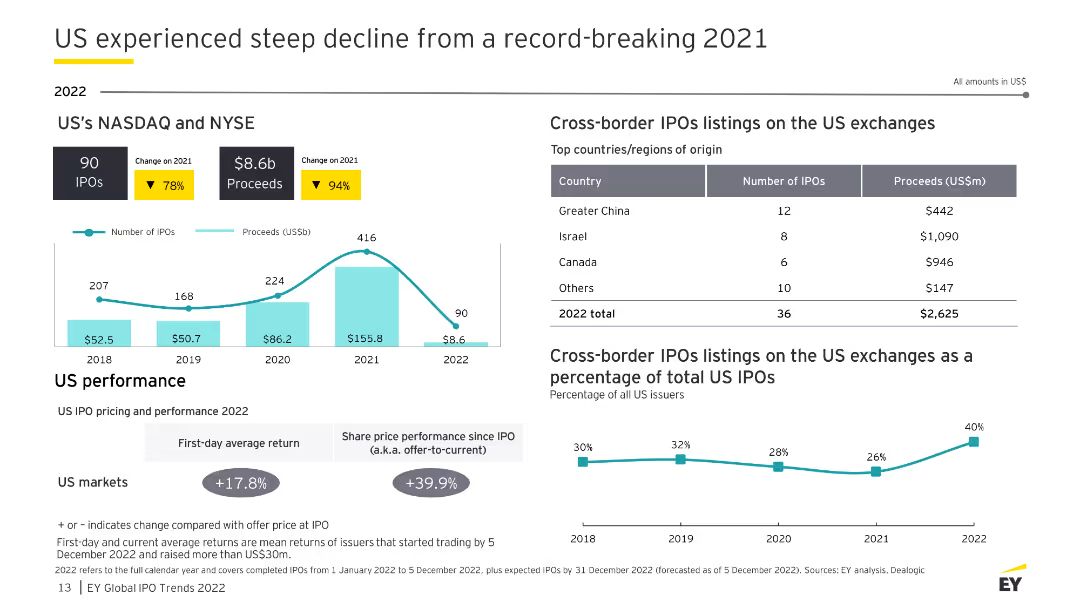 US experienced steep decline from a record-breaking 2021
All amounts in US$
2022
US's NASDAQ and NYSE
90
IPOs
Change on 2021
▼ 78%
$8.6b
Proceeds
Change on 2021
▼ 94%
Number of IPOs
Proceeds (US$b)
207
168
224
416
90
$52.5
$50.7
$86.2
$155.8
$8.6
2018
2019
2020
2021
2022
US performance
US IPO pricing and performance 2022
First-day average return
Share price performance since IPO
(a.k.a. offer-to-current)
US markets
+17.8%
+39.9%
+ or – indicates change compared with offer price at IPO
First-day and current average returns are mean returns of issuers that started trading by 5
December 2022 and raised more than US$30m.
Cross-border IPOs listings on the US exchanges
Top countries/regions of origin
Country Number of IPOs Proceeds (US$m)
Greater China 12 $442
Israel 8 $1,090
Canada 6 $946
Others 10 $147
2022 total 36 $2,625
Cross-border IPOs listings on the US exchanges as a
percentage of total US IPOs
Percentage of all US issuers
30%
32%
28%
26%
40%
2018
2019
2020
2021
2022
2022 refers to the full calendar year and covers completed IPOs from 1 January 2022 to 5 December 2022, plus expected IPOs by 31 December 2022 (forecasted as of 5 December 2022). Sources: EY analysis, Dealogic
13 | EY Global IPO Trends 2022
EY